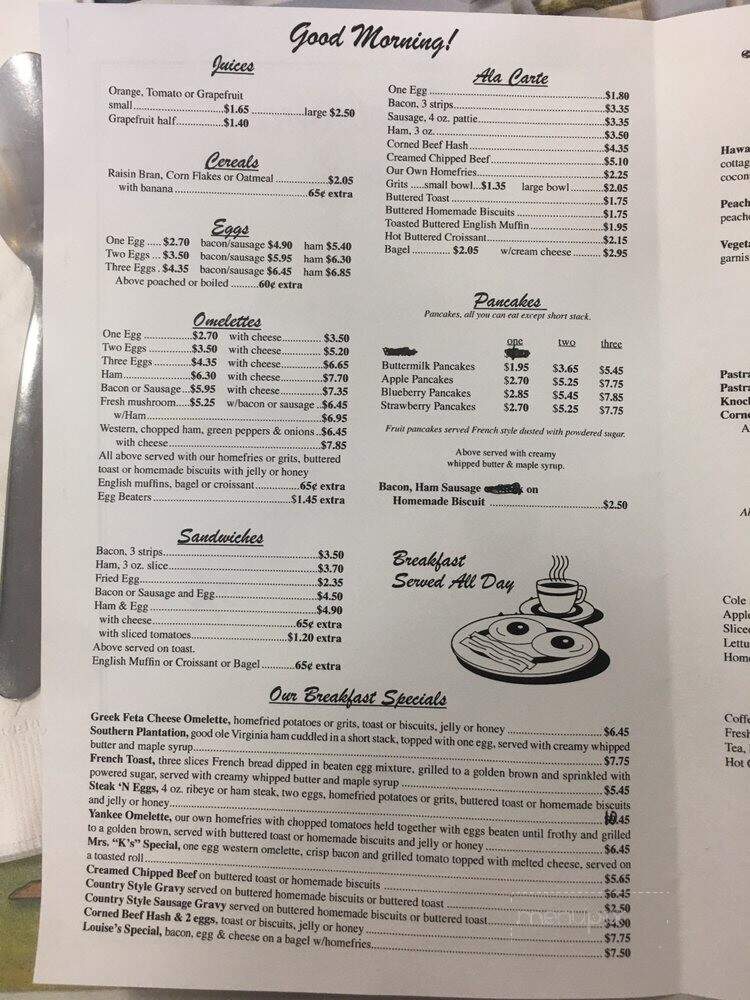 Good Morning!
Juices
Orange, Tomato or Grapefruit
small.........................$1.65 ...............large $2.50
Grapefruit half..............$1.40
Cereals
Raisin Bran, Corn Flakes or Oatmeal ...............$2.05
with banana .....................................65¢ extra
Eggs
One Egg ..... $2.70 bacon/sausage $4.90 ham $5.40
Two Eggs ... $3.50 bacon/sausage $5.95 ham $6.30
Three Eggs . $4.35 bacon/sausage $6.45 ham $6.85
Above poached or boiled .........60¢ extra
Omelettes
One Egg .............$2.70 with cheese............. $3.50
Two Eggs ...........$3.50 with cheese............. $5.20
Three Eggs .........$4.35 with cheese..............$6.65
Ham....................$6.30 with cheese..............$7.70
Bacon or Sausage...$5.95 with cheese..............$7.35
Fresh mushroom.....$5.25 w/bacon or sausage ..$6.45
w/Ham..................................................$6.95
Western, chopped ham, green peppers & onions..$6.45
with cheese............................................$7.85
All above served with our homefries or grits, buttered
toast or homemade biscuits with jelly or honey
English muffins, bagel or croissant.............65¢ extra
Egg Beaters .......................................$1.45 extra
Sandwiches
Bacon, 3 strips............................................$3.50
Ham, 3 oz. slice...........................................$3.70
Fried Egg....................................................$2.35
Bacon or Sausage and Egg............................$4.50
Ham & Egg .................................................$4.90
with cheese...........................................65¢ extra
with sliced tomatoes..............................$1.20 extra
Above served on toast.
English Muffin or Croissant or Bagel ..........65¢ extra
Ala Carte
One Egg ....................................................$1.80
Bacon, 3 strips............................................$3.35
Sausage, 4 oz. pattie....................................$3.35
Ham, 3 oz...................................................$3.50
Corned Beef Hash........................................$4.35
Creamed Chipped Beef.................................$5.10
Our Own Homefries......................................$2.25
Grits .....small bowl...$1.35 large bowl...........$2.05
Buttered Toast ............................................$1.75
Buttered Homemade Biscuits .........................$1.75
Toasted Buttered English Muffin.....................$1.95
Hot Buttered Croissant..................................$2.15
Bagel ............. $2.05 w/cream cheese ......... $2.95
Pancakes
Pancakes, all you can eat except short stack.
one two three
Buttermilk Pancakes $1.95 $3.65 $5.45
Apple Pancakes $2.70 $5.25 $7.75
Blueberry Pancakes $2.85 $5.45 $7.85
Strawberry Pancakes $2.70 $5.25 $7.75
Fruit pancakes served French style dusted with powdered sugar.
Above served with creamy
whipped butter & maple syrup.
Bacon, Ham Sausage on
Homemade Biscuit .....................................$2.50
Breakfast
Served All Day
Our Breakfast Specials
Greek Feta Cheese Omelette, homefried potatoes or grits, toast or biscuits, jelly or honey ........................... $6.45
Southern Plantation, good ole Virginia ham cuddled in a short stack, topped with one egg, served with creamy whipped
butter and maple syrup........................................................................ $7.75
French Toast, three slices French bread dipped in beaten egg mixture, grilled to a golden brown and sprinkled with
powdered sugar, served with creamy whipped butter and maple syrup ................................ $5.45
Steak 'N Eggs, 4 oz. ribeye or ham steak, two eggs, homefried potatoes or grits, buttered toast or homemade biscuits
and jelly or honey............................................................................ $10.45
Yankee Omelette, our own homefries with chopped tomatoes held together with eggs beaten until frothy and grilled
to a golden brown, served with buttered toast or homemade biscuits and jelly or honey ........................ $6.45
Mrs. "K's" Special, one egg western omelette, crisp bacon and grilled tomato topped with melted cheese, served on
a toasted roll................................................................................. $5.65
Creamed Chipped Beef on buttered toast or homemade biscuits ........................................ $6.45
Country Style Gravy served on buttered homemade biscuits or buttered toast ............................ $2.50
Country Style Sausage Gravy served on buttered homemade biscuits or buttered toast...................... $4.90
Corned Beef Hash & 2 eggs, toast or biscuits, jelly or honey ........................................ $7.75
Louise's Special, bacon, egg & cheese on a bagel w/homefries........................................ $7.50
Hawa
cottag
coconu
Peach
peache
Vegeta
garnis
Pastra
Pastra
Knock
Corne
A
Al
Cole
Apple
Slice
Lettu
Home
Coffe
Fresh
Tea,
Hot C